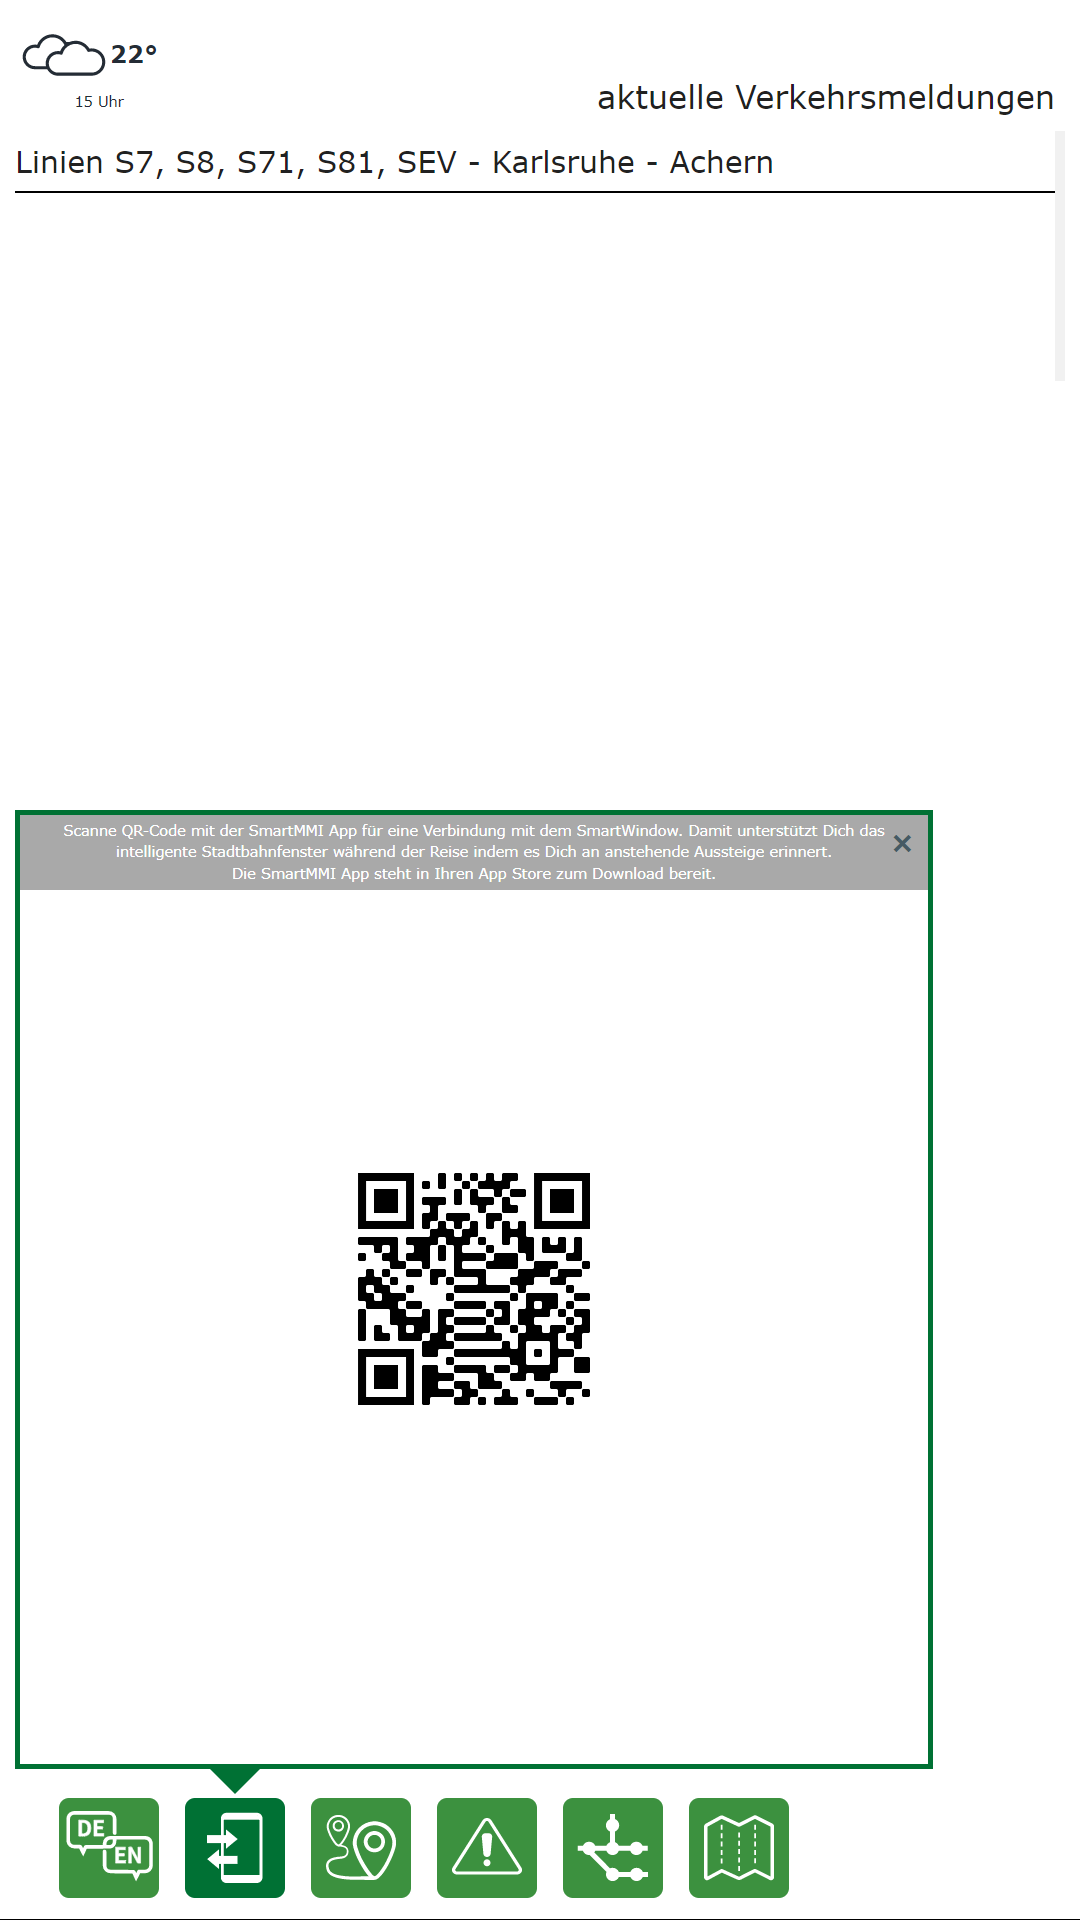 22°
15 Uhr
aktuelle Verkehrsmeldungen
Linien S7, S8, S71, S81, SEV - Karlsruhe - Achern
Scanne QR-Code mit der SmartMMI App für eine Verbindung mit dem SmartWindow. Damit unterstützt Dich das
intelligente Stadtbahnfenster während der Reise indem es Dich an anstehende Aussteige erinnert.
Die SmartMMI App steht in Ihren App Store zum Download bereit.
DE
EN